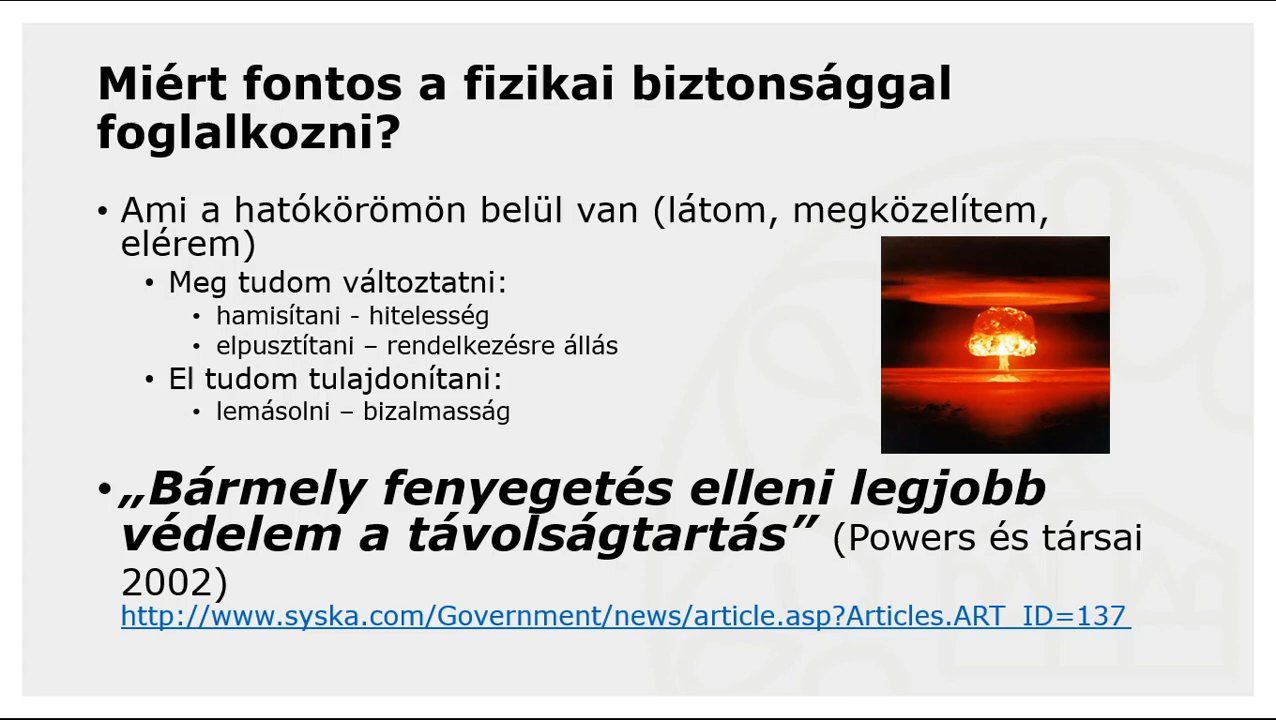 Miért fontos a fizikai biztonsággal
foglalkozni?
• Ami a hatókörömön belül van (látom, megközelítem,
elérem)
• Meg tudom változtatni:
• hamisítani - hitelesség
• elpusztítani – rendelkezésre állás
• El tudom tulajdonítani:
• lemásolni – bizalmasság
• „Bármely fenyegetés elleni legjobb
védelem a távolságtartás” (Powers és társai
2002)
http://www.syska.com/Government/news/article.asp?Articles.ART_ID=137